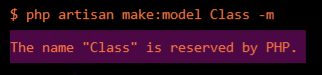 $ php artisan make:model Class -m
The name "Class" is reserved by PHP.